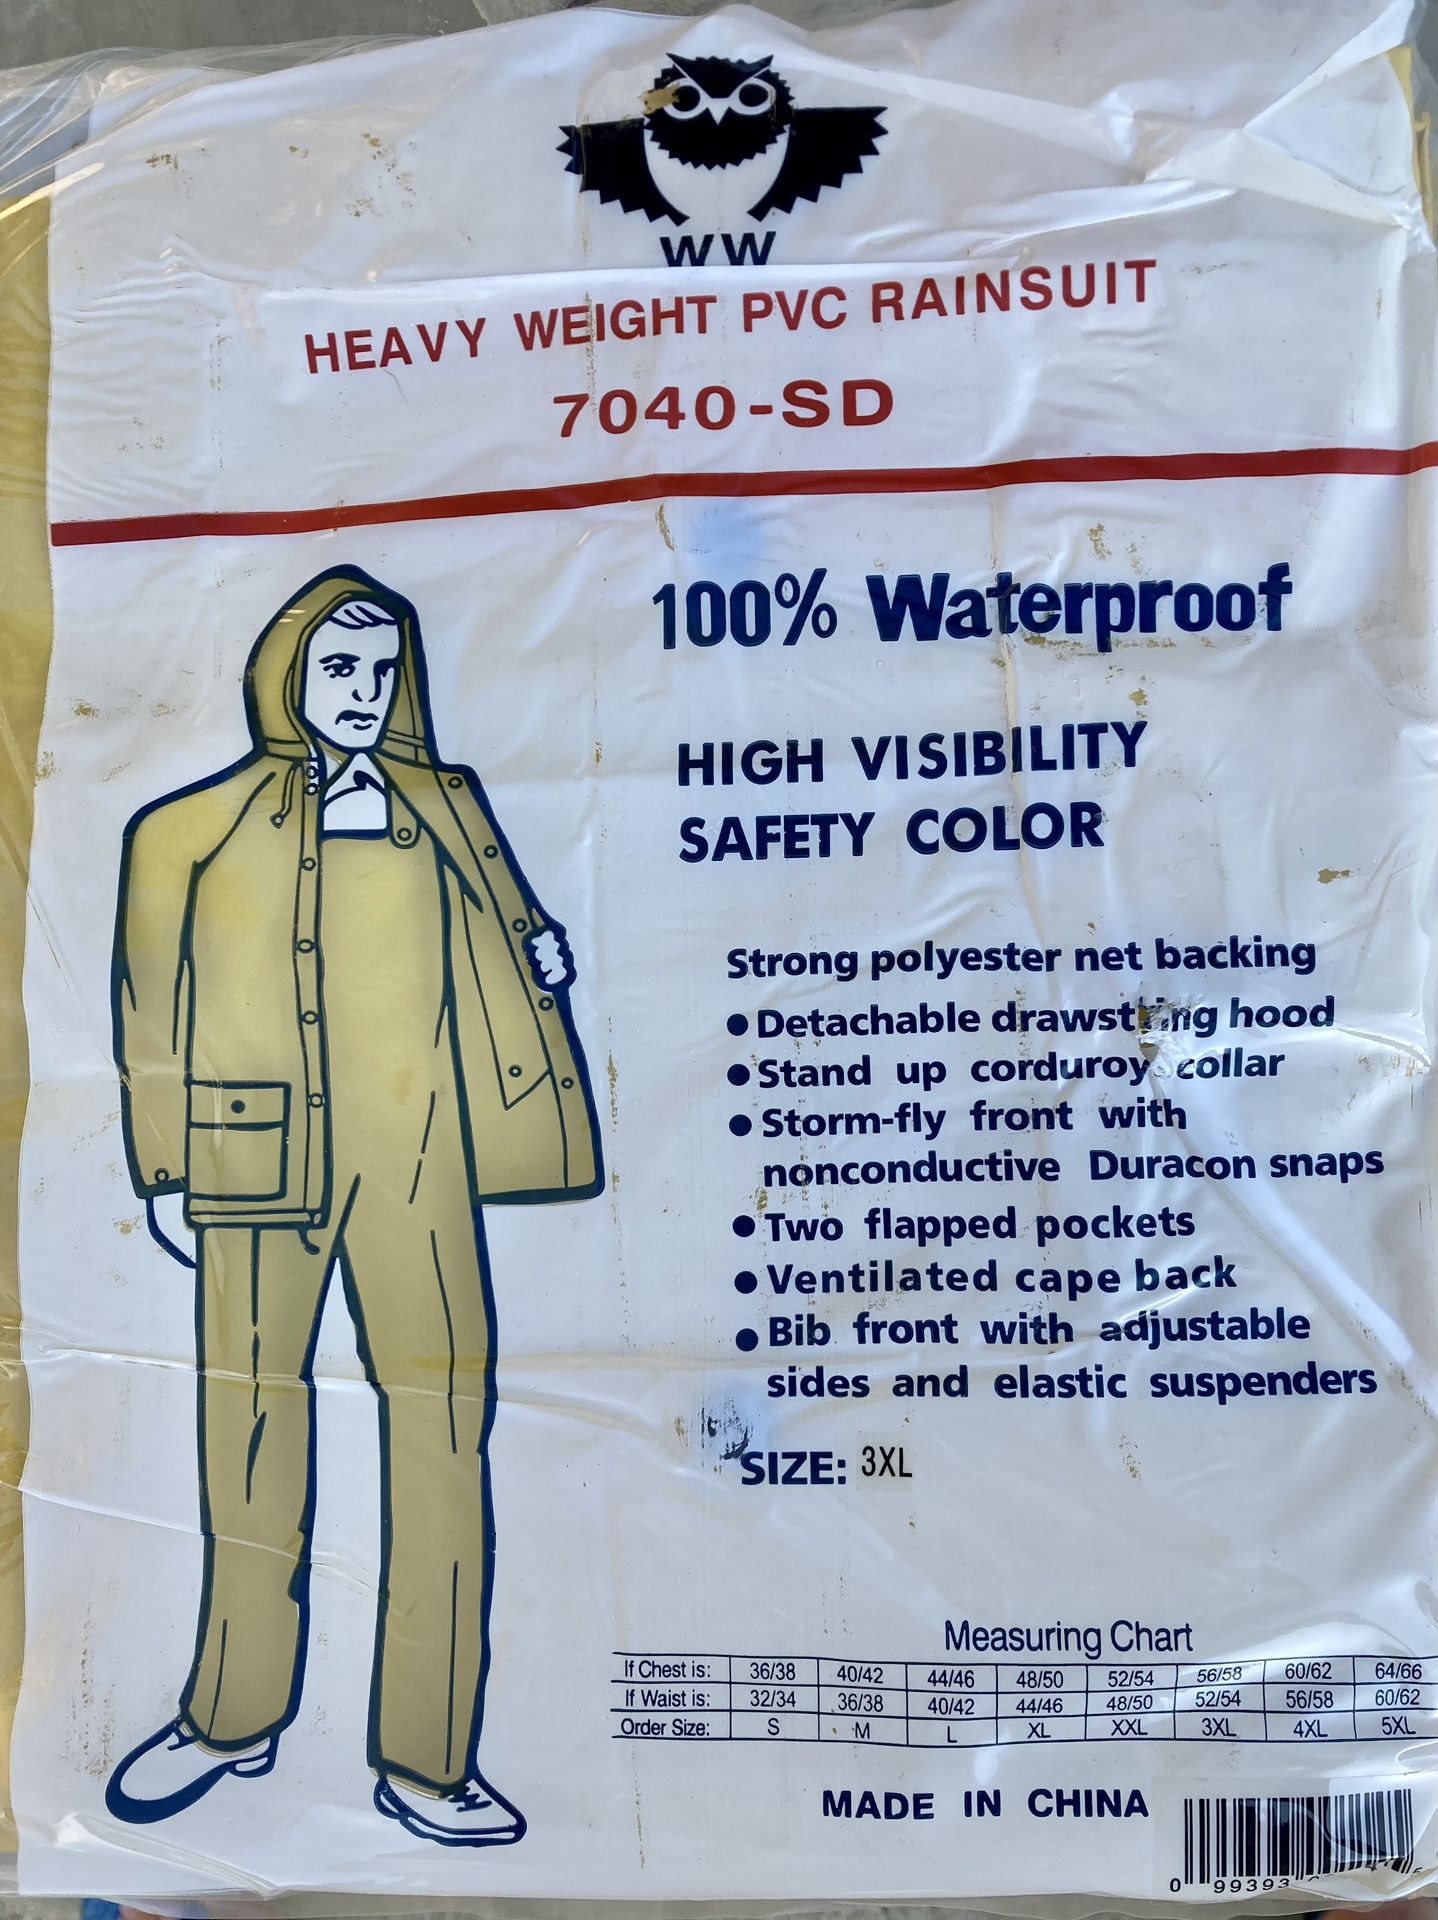 WW
HEAVY WEIGHT PVC RAINSUIT
7040-SD
100% Waterproof
HIGH VISIBILITY
SAFETY COLOR
Strong polyester net backing
● Detachable drawstring hood
● Stand up corduroy collar
● Storm-fly front with
nonconductive Duracon snaps
● Two flapped pockets
● Ventilated cape back
● Bib front with adjustable
sides and elastic suspenders
SIZE: 3XL
Measuring Chart
If Chest is: 36/38 40/42 44/46 48/50 52/54 56/58 60/62 64/66
If Waist is: 32/34 36/38 40/42 44/46 48/50 52/54 56/58 60/62
Order Size: S M L XL XXL 3XL 4XL 5XL
MADE IN CHINA
0 99393